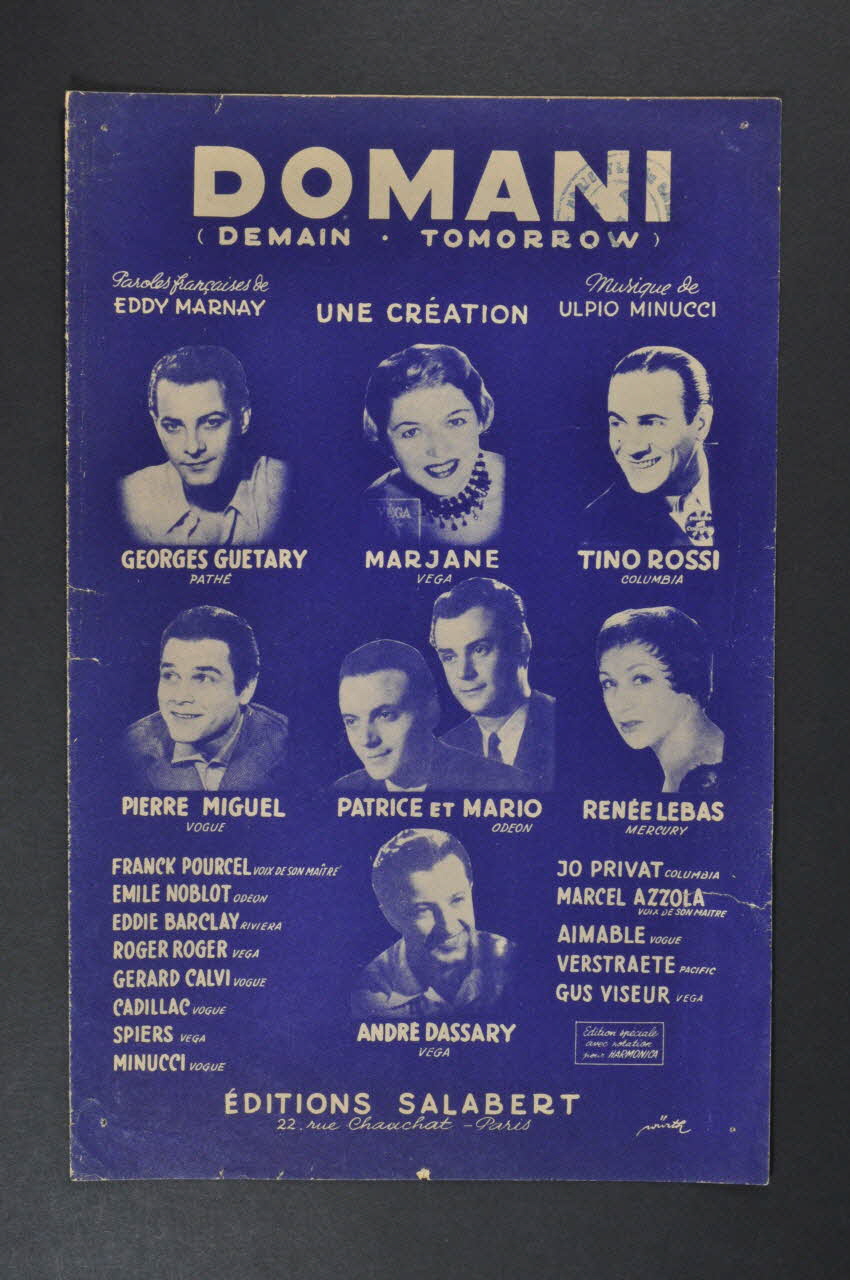 DOMANI
( DEMAIN · TOMORROW )
Paroles françaises de
EDDY MARNAY
UNE CRÉATION
Musique de
ULPIO MINUCCI
VEGA
GEORGES GUETARY
PATHÉ
MARJANE
VEGA
TINO ROSSI
COLUMBIA
PIERRE MIGUEL
VOGUE
PATRICE ET MARIO
ODEON
RENÉE LEBAS
MERCURY
FRANCK POURCEL VOIX DE SON MAÎTRE
EMILE NOBLOT ODEON
EDDIE BARCLAY RIVIERA
ROGER ROGER VEGA
GERARD CALVI VOGUE
CADILLAC VOGUE
SPIERS VEGA
MINUCCI VOGUE
ANDRÉ DASSARY
VEGA
JO PRIVAT COLUMBIA
MARCEL AZZOLA
VOIX DE SON MAITRE
AIMABLE VOGUE
VERSTRAETE PACIFIC
GUS VISEUR VEGA
Edition spéciale
avec notation
pour HARMONICA
ÉDITIONS SALABERT
22, rue Chauchat - Paris
würth